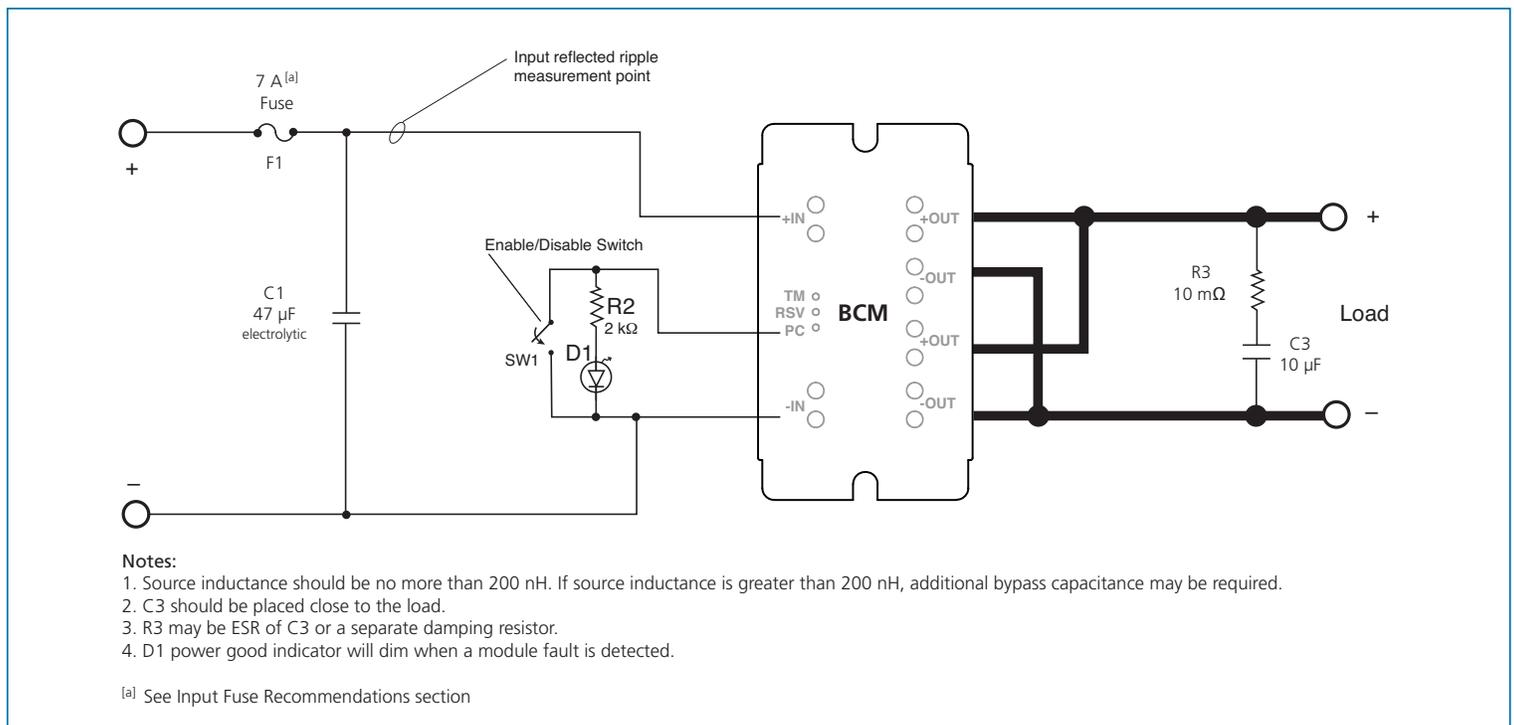 Input reflected ripple
measurement point
7 A[a]
Fuse
F1
+
C1
47 µF
electrolytic
–
Enable/Disable Switch
SW1
R2
2 kΩ
D1
+IN
TM
RSV
PC
-IN
BCM
+OUT
-OUT
+OUT
-OUT
+
R3
10 mΩ
Load
C3
10 µF
–
Notes:
1. Source inductance should be no more than 200 nH. If source inductance is greater than 200 nH, additional bypass capacitance may be required.
2. C3 should be placed close to the load.
3. R3 may be ESR of C3 or a separate damping resistor.
4. D1 power good indicator will dim when a module fault is detected.
[a] See Input Fuse Recommendations section